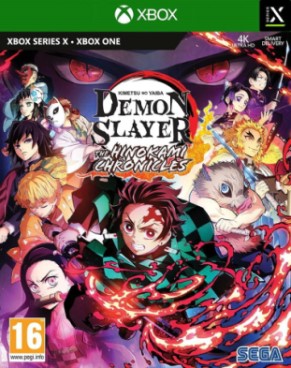 XBOX
XBOX SERIES X • XBOX ONE
4K
ULTRA HD
SMART
DELIVERY
KIMETSU NO YAIBA
DEMON
SLAYER
THE HINOKAMI
CHRONICLES
16
www.pegi.info
SEGA